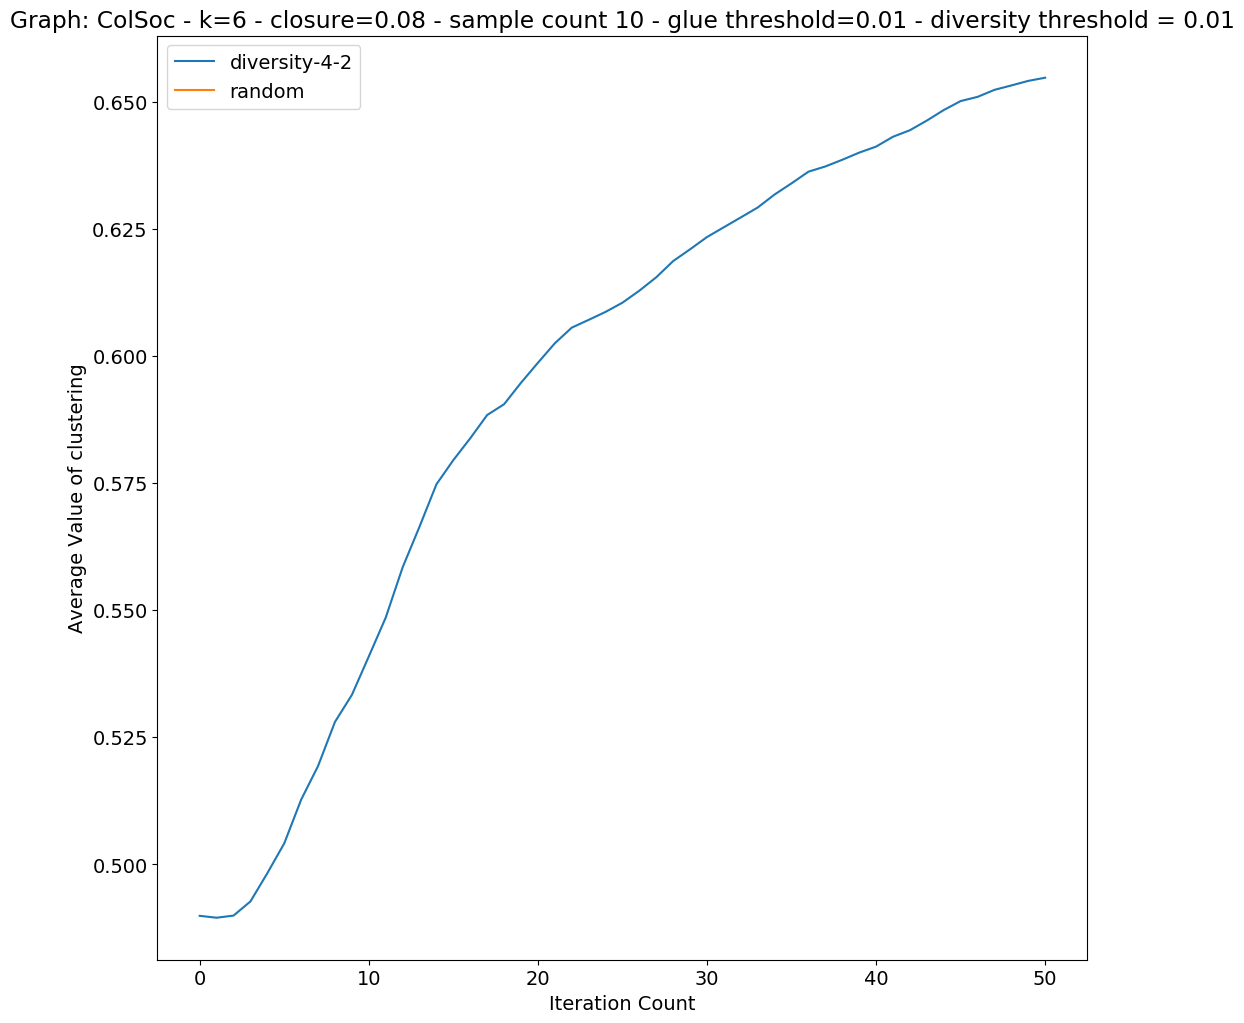 Graph: ColSoc - k=6 - closure=0.08 - sample count 10 - glue threshold=0.01 - diversity threshold = 0.01
diversity-4-2
random
0.650
0.625
0.600
0.575
0.550
0.525
0.500
Average Value of clustering
0 10 20 30 40 50
Iteration Count